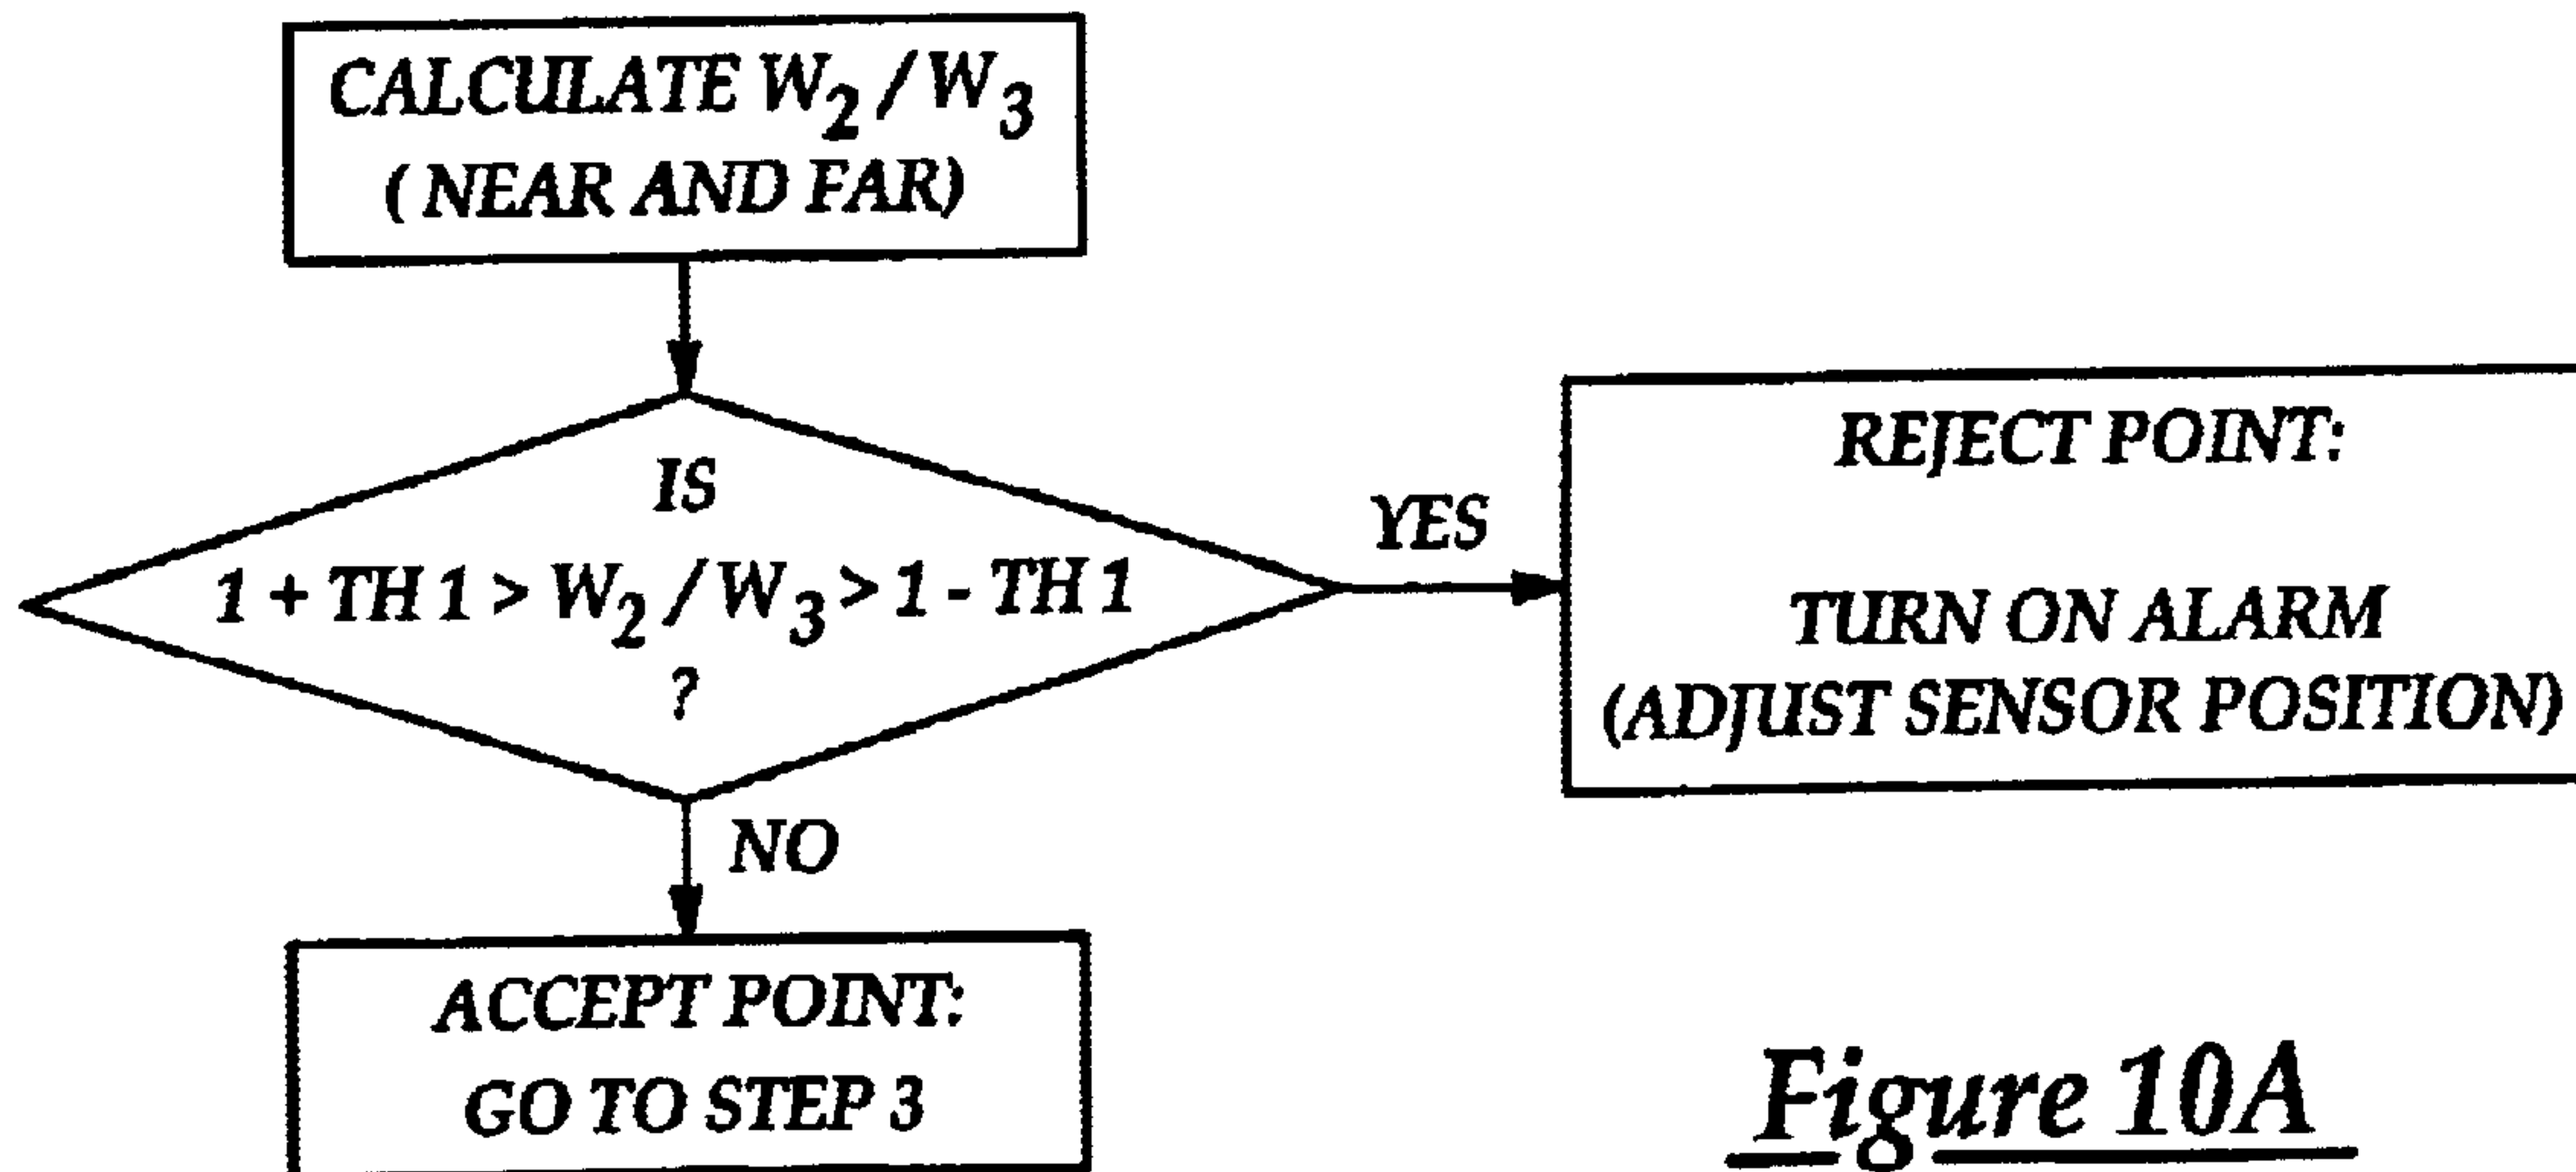 CALCULATE W₂ / W₃
( NEAR AND FAR)
IS
1 + TH 1 > W₂ / W₃ > 1 - TH 1
?
YES
REJECT POINT:
TURN ON ALARM
(ADJUST SENSOR POSITION)
NO
ACCEPT POINT:
GO TO STEP 3
Figure 10A